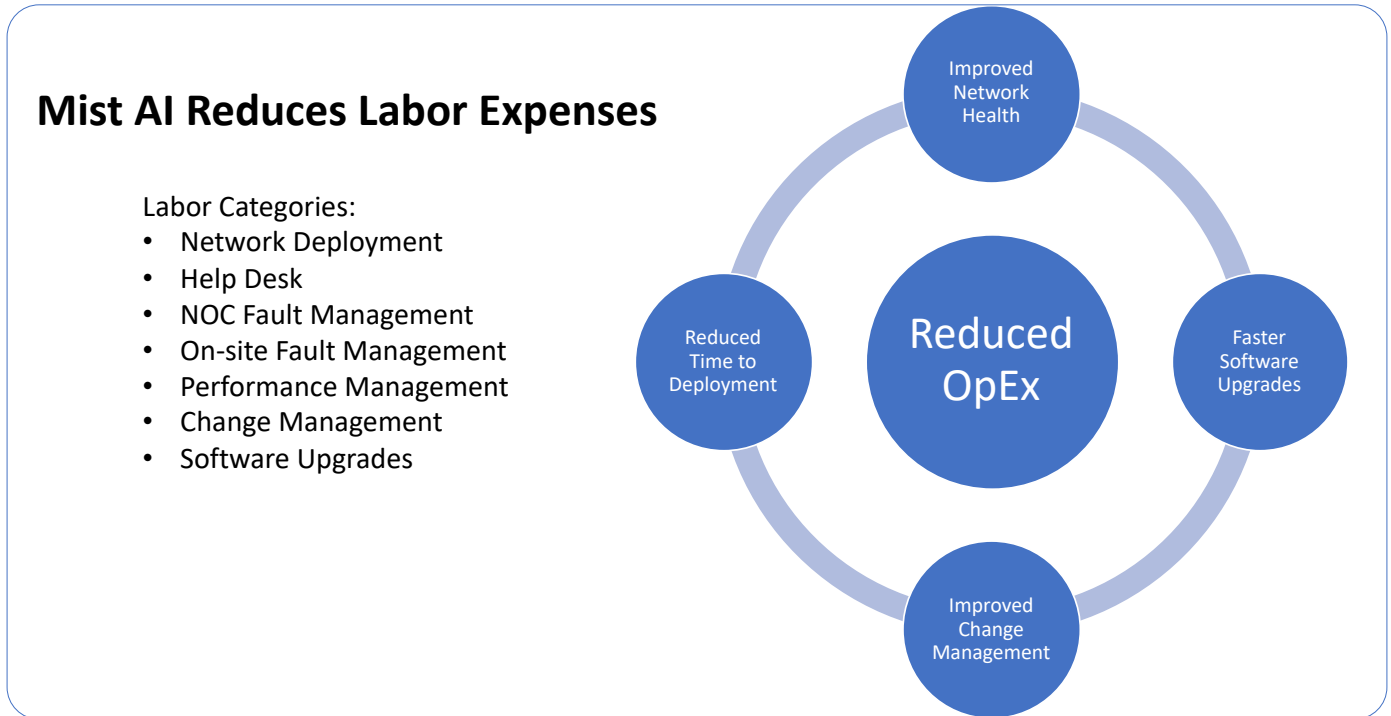 Mist AI Reduces Labor Expenses
Labor Categories:
• Network Deployment
• Help Desk
• NOC Fault Management
• On-site Fault Management
• Performance Management
• Change Management
• Software Upgrades
Improved
Network
Health
Reduced
Time to
Deployment
Reduced
OpEx
Faster
Software
Upgrades
Improved
Change
Management